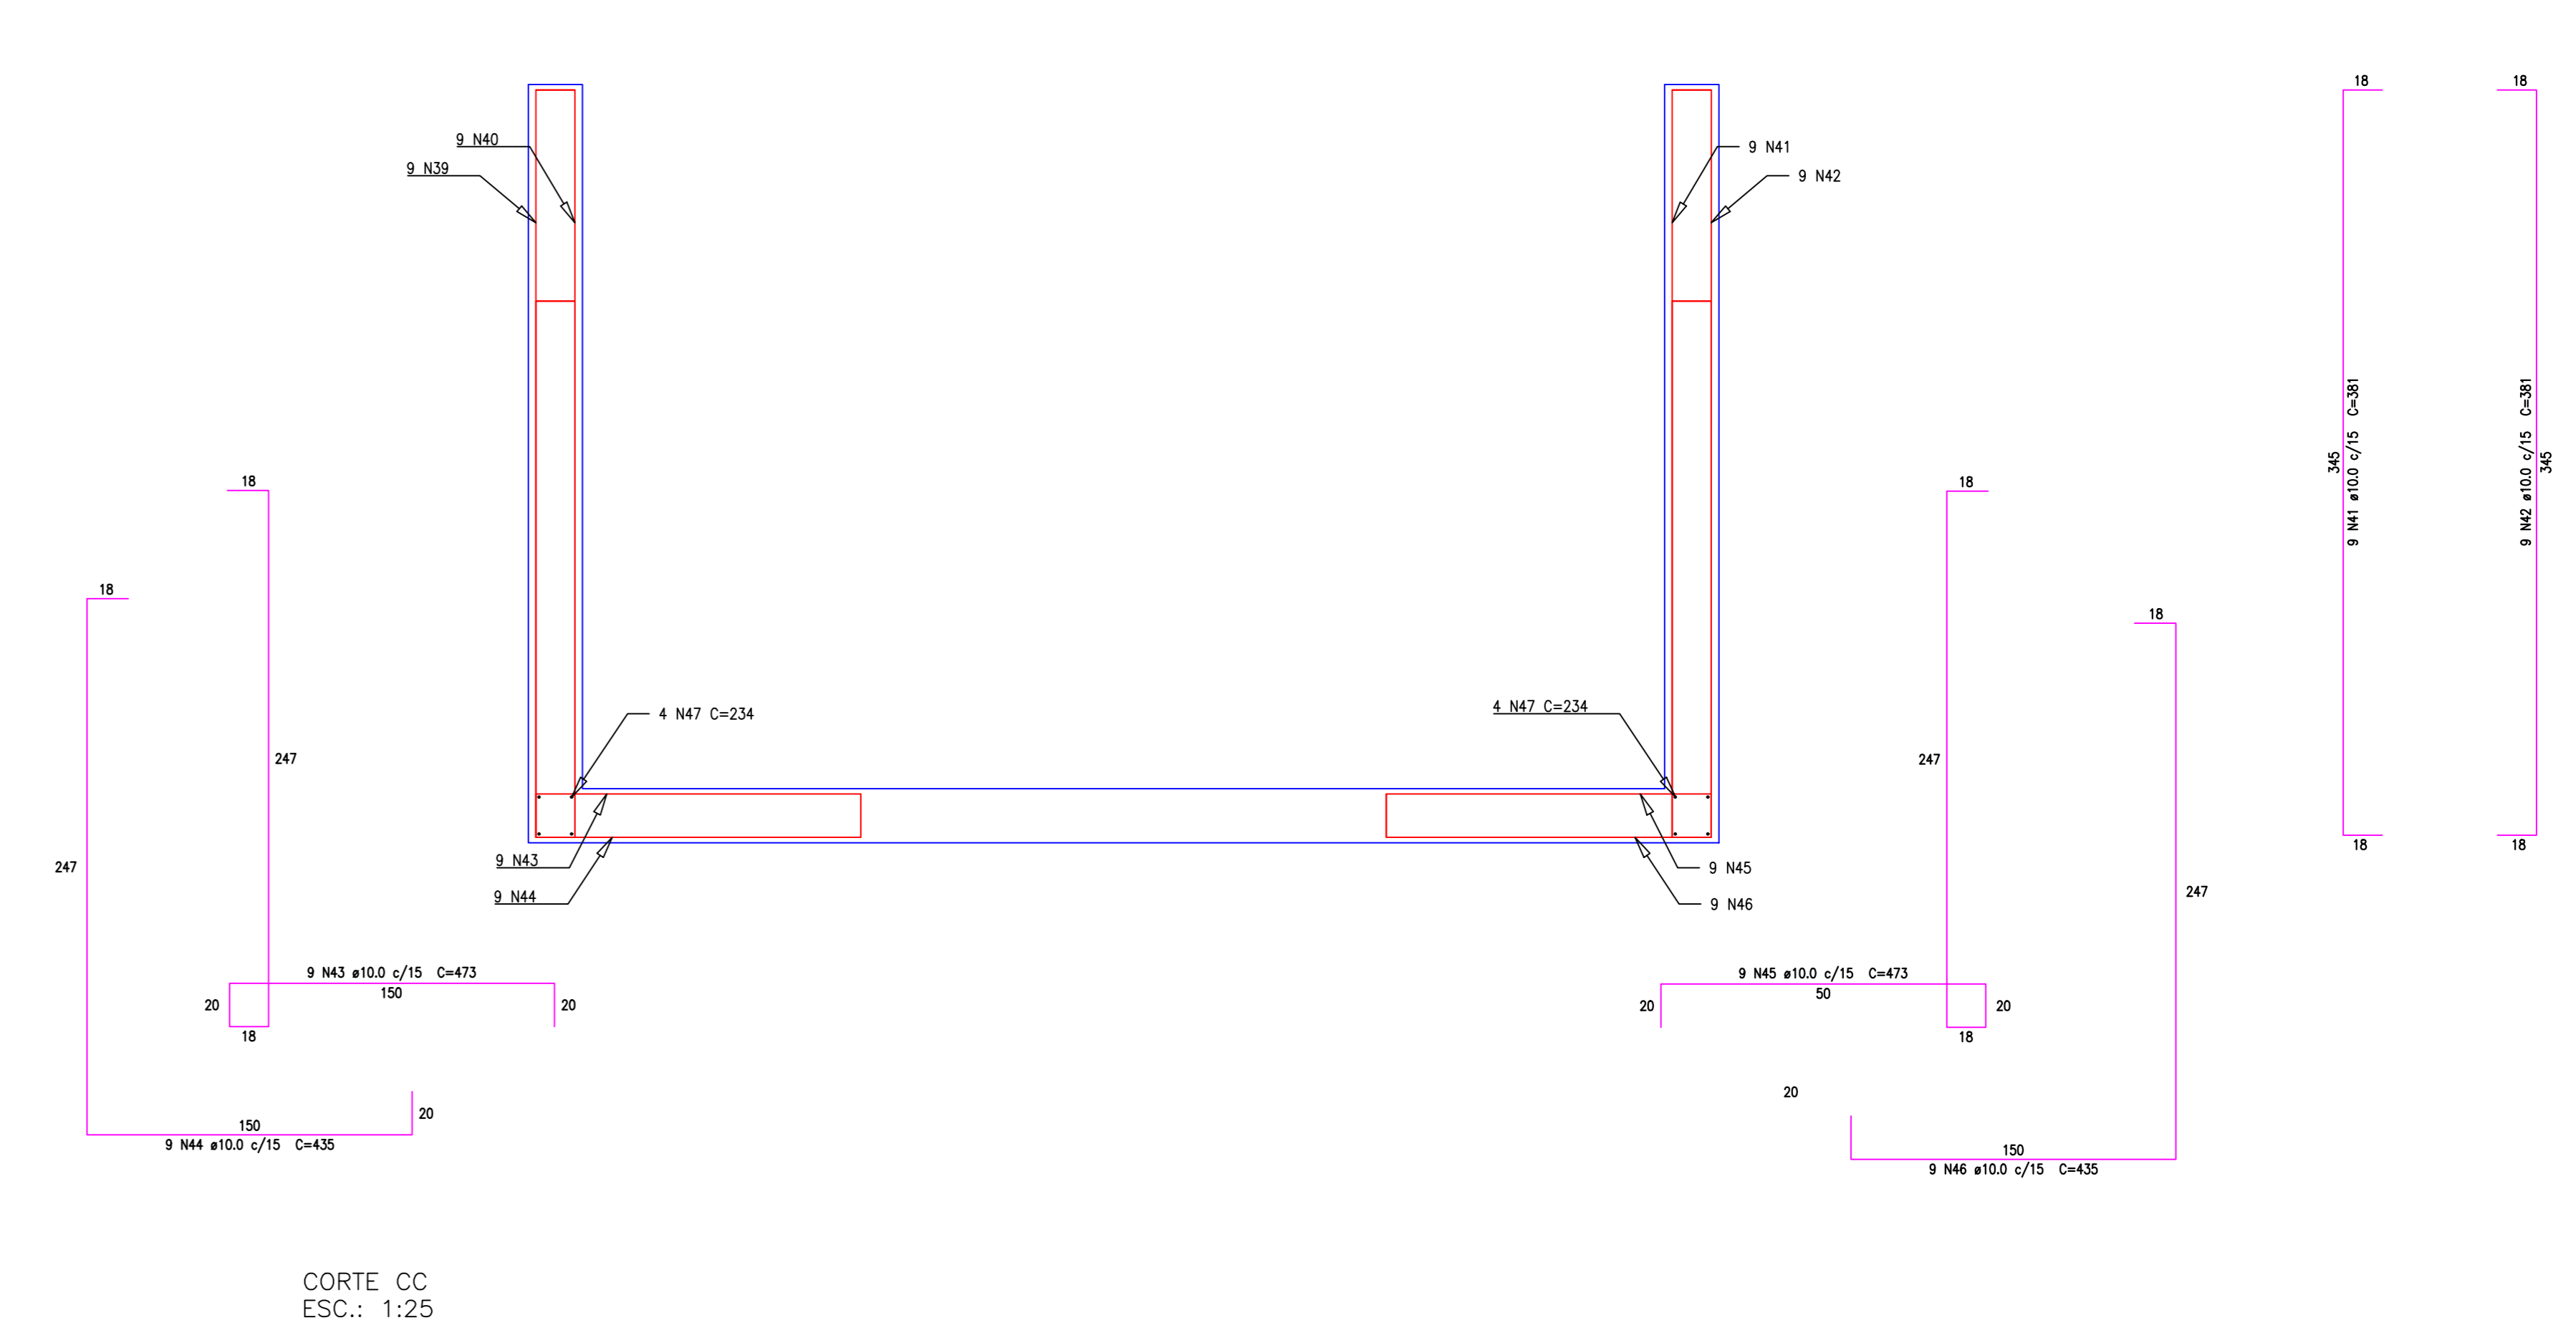 18
18
9 N40
9 N39
9 N41
9 N42
345
9 N41 ø10.0 c/15 C=381
9 N42 ø10.0 c/15 C=381
345
18
18
18
18
4 N47 C=234
4 N47 C=234
247
247
18
18
247
9 N43
9 N44
9 N45
9 N46
247
9 N43 ø10.0 c/15 C=473
150
20
20
18
9 N45 ø10.0 c/15 C=473
50
20
20
18
20
20
150
9 N44 ø10.0 c/15 C=435
150
9 N46 ø10.0 c/15 C=435
CORTE CC
ESC.: 1:25